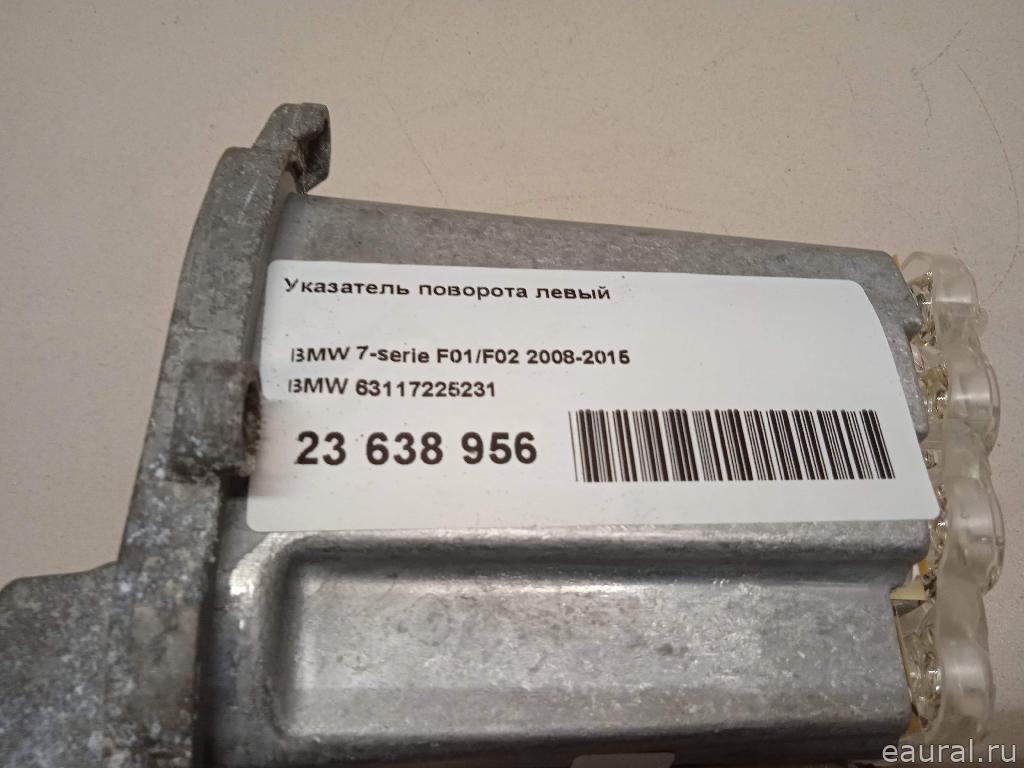 Указатель поворота левый
BMW 7-serie F01/F02 2008-2015
BMW 63117225231
23 638 956
eaural.ru